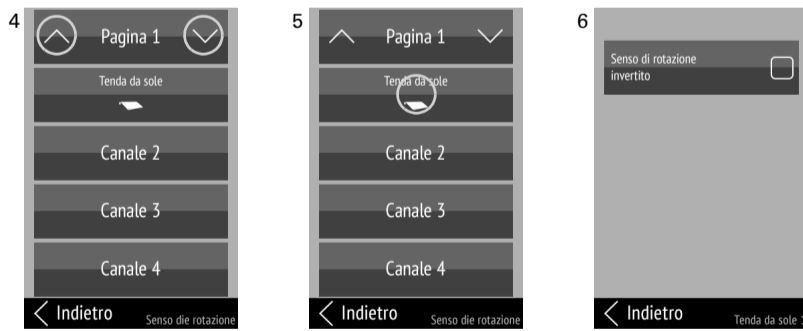 4
Pagina 1
Tenda da sole
Canale 2
Canale 3
Canale 4
Indietro
Senso die rotazione
5
Pagina 1
Tenda da sole
Canale 2
Canale 3
Canale 4
Indietro
Senso die rotazione
6
Senso di rotazione
invertito
Indietro
Tenda da sole